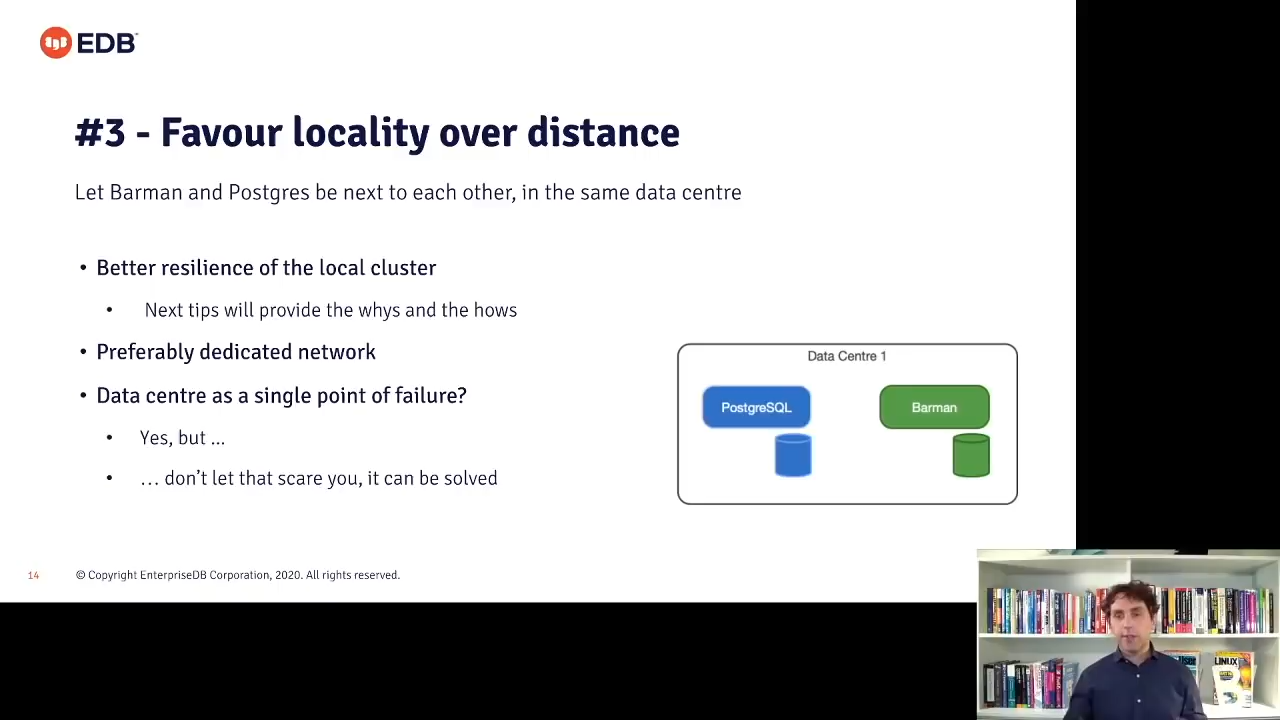 EDB
#3 - Favour locality over distance
Let Barman and Postgres be next to each other, in the same data centre
• Better resilience of the local cluster
• Next tips will provide the whys and the hows
• Preferably dedicated network
• Data centre as a single point of failure?
• Yes, but ...
• ... don't let that scare you, it can be solved
Data Centre 1
PostgreSQL
Barman
14
© Copyright EnterpriseDB Corporation, 2020. All rights reserved.
LINUX